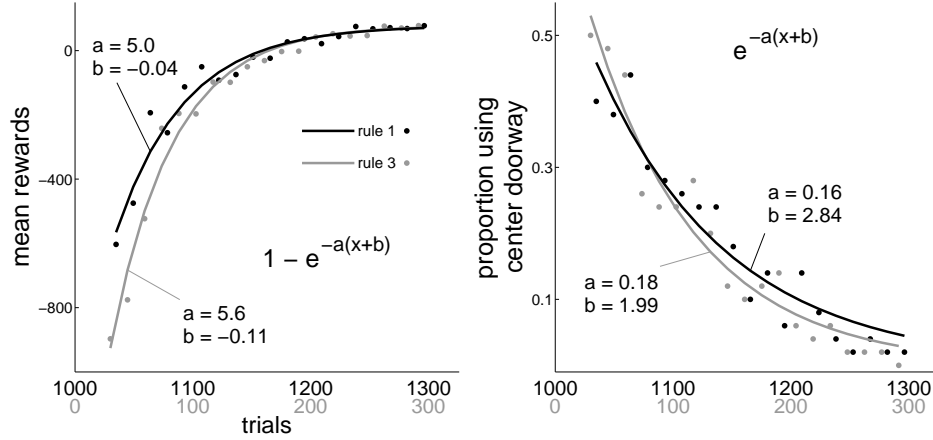 mean rewards
0
−400
−800
a = 5.0
b = −0.04
rule 1
rule 3
1 − e−a(x+b)
a = 5.6
b = −0.11
1000 1100 1200 1300
0 100 200 300
trials
proportion using
center doorway
0.5
0.3
0.1
e−a(x+b)
a = 0.16
b = 2.84
a = 0.18
b = 1.99
1000 1100 1200 1300
0 100 200 300